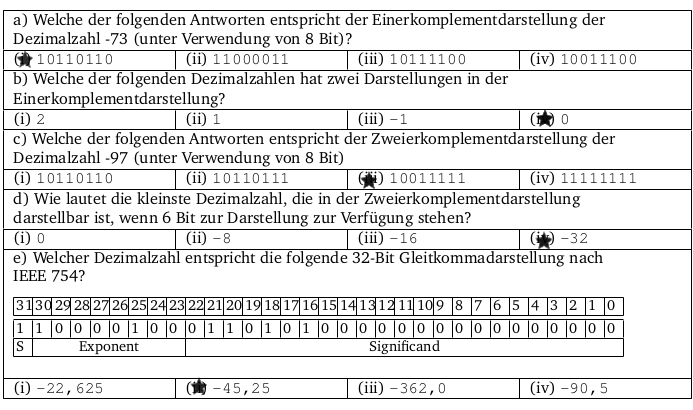 a) Welche der folgenden Antworten entspricht der Einerkomplementdarstellung der
Dezimalzahl -73 (unter Verwendung von 8 Bit)?
10110110 (ii) 11000011 (iii) 10111100 (iv) 10011100
b) Welche der folgenden Dezimalzahlen hat zwei Darstellungen in der
Einerkomplementdarstellung?
(i) 2 (ii) 1 (iii) −1 0
c) Welche der folgenden Antworten entspricht der Zweierkomplementdarstellung der
Dezimalzahl -97 (unter Verwendung von 8 Bit)
(i) 10110110 (ii) 10110111 10011111 (iv) 11111111
d) Wie lautet die kleinste Dezimalzahl, die in der Zweierkomplementdarstellung
darstellbar ist, wenn 6 Bit zur Darstellung zur Verfügung stehen?
(i) 0 (ii) −8 (iii) −16 −32
e) Welcher Dezimalzahl entspricht die folgende 32-Bit Gleitkommadarstellung nach
IEEE 754?
31 30 29 28 27 26 25 24 23 22 21 20 19 18 17 16 15 14 13 12 11 10 9 8 7 6 5 4 3 2 1 0
1 1 0 0 0 0 1 0 0 0 1 1 0 1 0 1 0 0 0 0 0 0 0 0 0 0 0 0 0 0 0 0
S Exponent Significand
(i) −22,625 −45,25 (iii) −362,0 (iv) −90,5